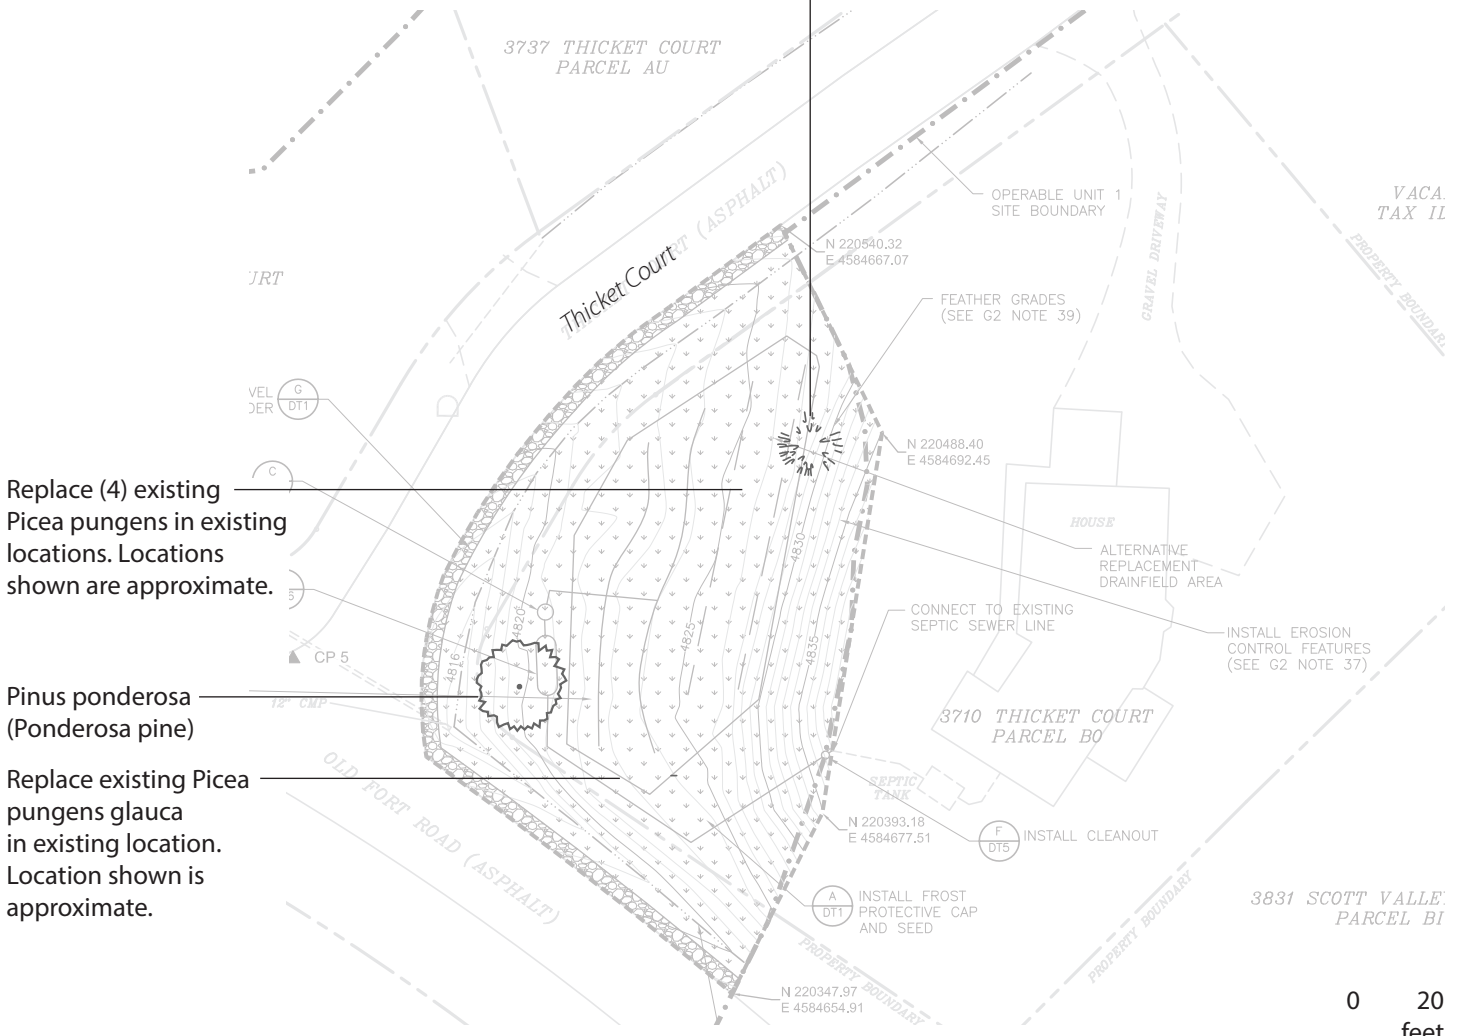 3737 THICKET COURT
PARCEL AU
OPERABLE UNIT 1
SITE BOUNDARY
VACA
TAX ID
PROPERTY BOUNDARY
GRAVEL DRIVEWAY
(ASPHALT)
Thicket Court
N 220540.32
E 4584667.07
URT
FEATHER GRADES
(SEE G2 NOTE 39)
VEL
DER
G
DT1
D
C
N 220488.40
E 4584692.45
Replace (4) existing
Picea pungens in existing
locations. Locations
shown are approximate.
HOUSE
ALTERNATIVE
REPLACEMENT
DRAINFIELD AREA
4830
4820
4825
4835
4816
CONNECT TO EXISTING
SEPTIC SEWER LINE
INSTALL EROSION
CONTROL FEATURES
(SEE G2 NOTE 37)
CP 5
Pinus ponderosa
(Ponderosa pine)
12" CMP
3710 THICKET COURT
PARCEL BO
Replace existing Picea
pungens glauca
in existing location.
Location shown is
approximate.
OLD FORT ROAD (ASPHALT)
SEPTIC
TANK
N 220393.18
E 4584677.51
F
DT5
INSTALL CLEANOUT
A
DT1
INSTALL FROST
PROTECTIVE CAP
AND SEED
PROPERTY BOUNDARY
PROPERTY BOUNDARY
3831 SCOTT VALLEY
PARCEL BI
N 220347.97
E 4584654.91
0 20
feet